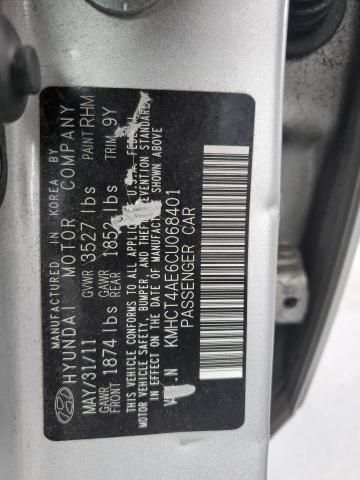 MANUFACTURED IN KOREA BY
HYUNDAI MOTOR COMPANY
MAY/31/11 GVWR 3527 lbs PAINT RHM
GAWR FRONT 1874 lbs GAWR REAR 1852 lbs TRIM 9Y
THIS VEHICLE CONFORMS TO ALL APPLICABLE U.S.A. FEDERAL
MOTOR VEHICLE SAFETY, BUMPER, AND THEFT PREVENTION STANDARDS
IN EFFECT ON THE DATE OF MANUFACTURE SHOWN ABOVE
KMHCT4AE6CU068401
V.I.N PASSENGER CAR